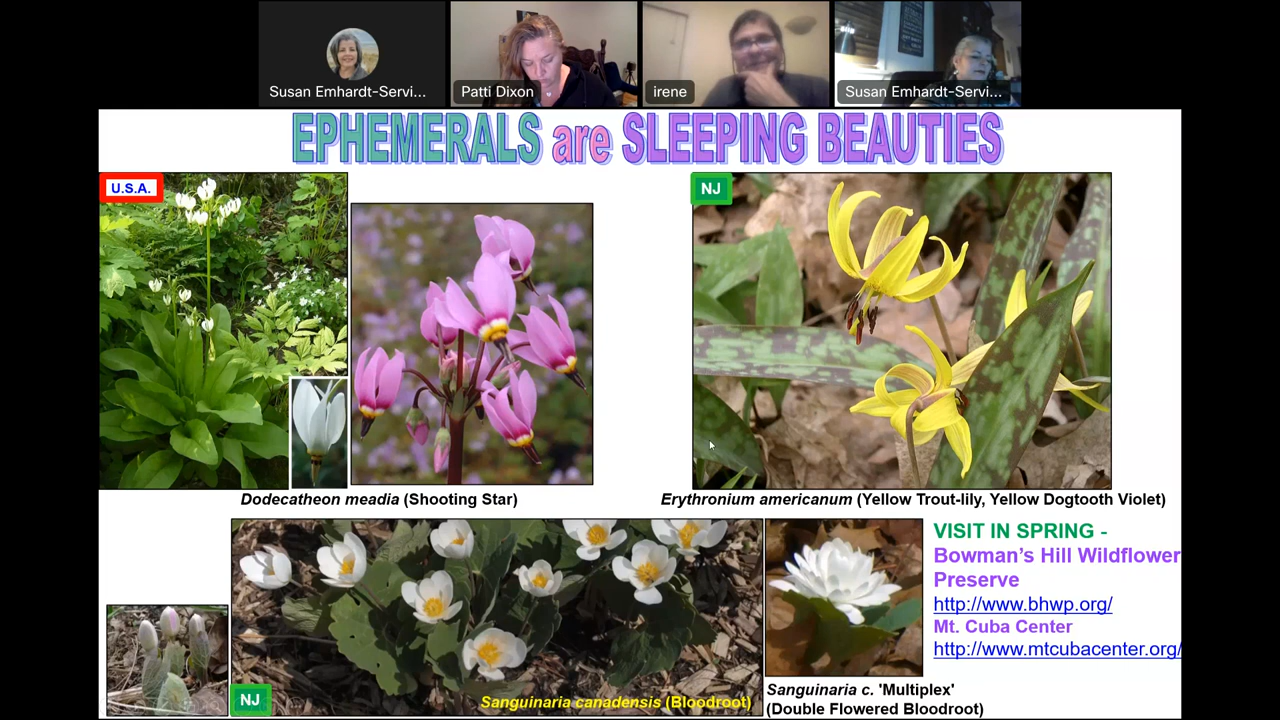 Susan Emhardt-Servi...
Patti Dixon
irene
Susan Emhardt-Servi...
EPHEMERALS are SLEEPING BEAUTIES
U.S.A.
NJ
Dodecatheon meadia (Shooting Star)
Erythronium americanum (Yellow Trout-lily, Yellow Dogtooth Violet)
VISIT IN SPRING -
Bowman's Hill Wildflower
Preserve
http://www.bhwp.org/
Mt. Cuba Center
http://www.mtcubacenter.org/
NJ
Sanguinaria canadensis (Bloodroot)
Sanguinaria c. 'Multiplex'
(Double Flowered Bloodroot)